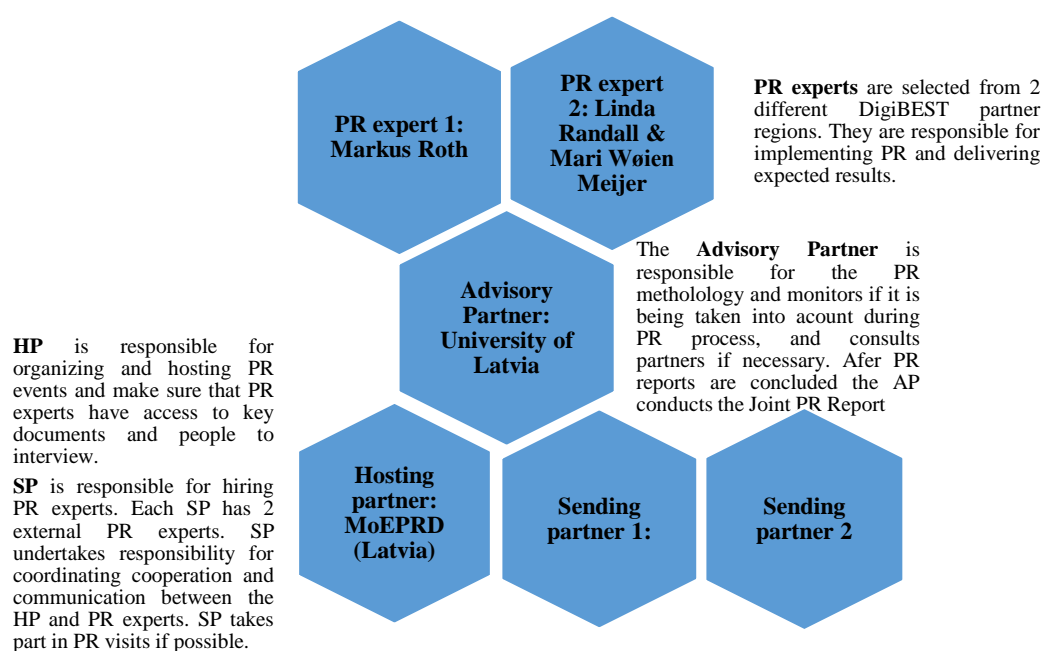 PR expert 1:
Markus Roth
PR expert
2: Linda
Randall &
Mari Wøien
Meijer
PR experts are selected from 2
different DigiBEST partner
regions. They are responsible for
implementing PR and delivering
expected results.
Advisory
Partner:
University of
Latvia
The Advisory Partner is
responsible for the PR
metholology and monitors if it is
being taken into acount during
PR process, and consults
partners if necessary. Afer PR
reports are concluded the AP
conducts the Joint PR Report
HP is responsible for
organizing and hosting PR
events and make sure that PR
experts have access to key
documents and people to
interview.
SP is responsible for hiring
PR experts. Each SP has 2
external PR experts. SP
undertakes responsibility for
coordinating cooperation and
communication between the
HP and PR experts. SP takes
part in PR visits if possible.
Hosting
partner:
MoEPRD
(Latvia)
Sending
partner 1:
Sending
partner 2